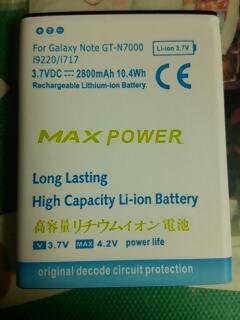 For Galaxy Note GT-N7000
i9220/i717
Li-ion 3.7V
3.7VDC 2800mAh 10.4Wh
Rechargeable Lithium-ion Battery
CE
MAX POWER
Long Lasting
High Capacity Li-ion Battery
高容量リチウムイオン電池
V 3.7V MAX 4.2V power life
original decode circuit protection